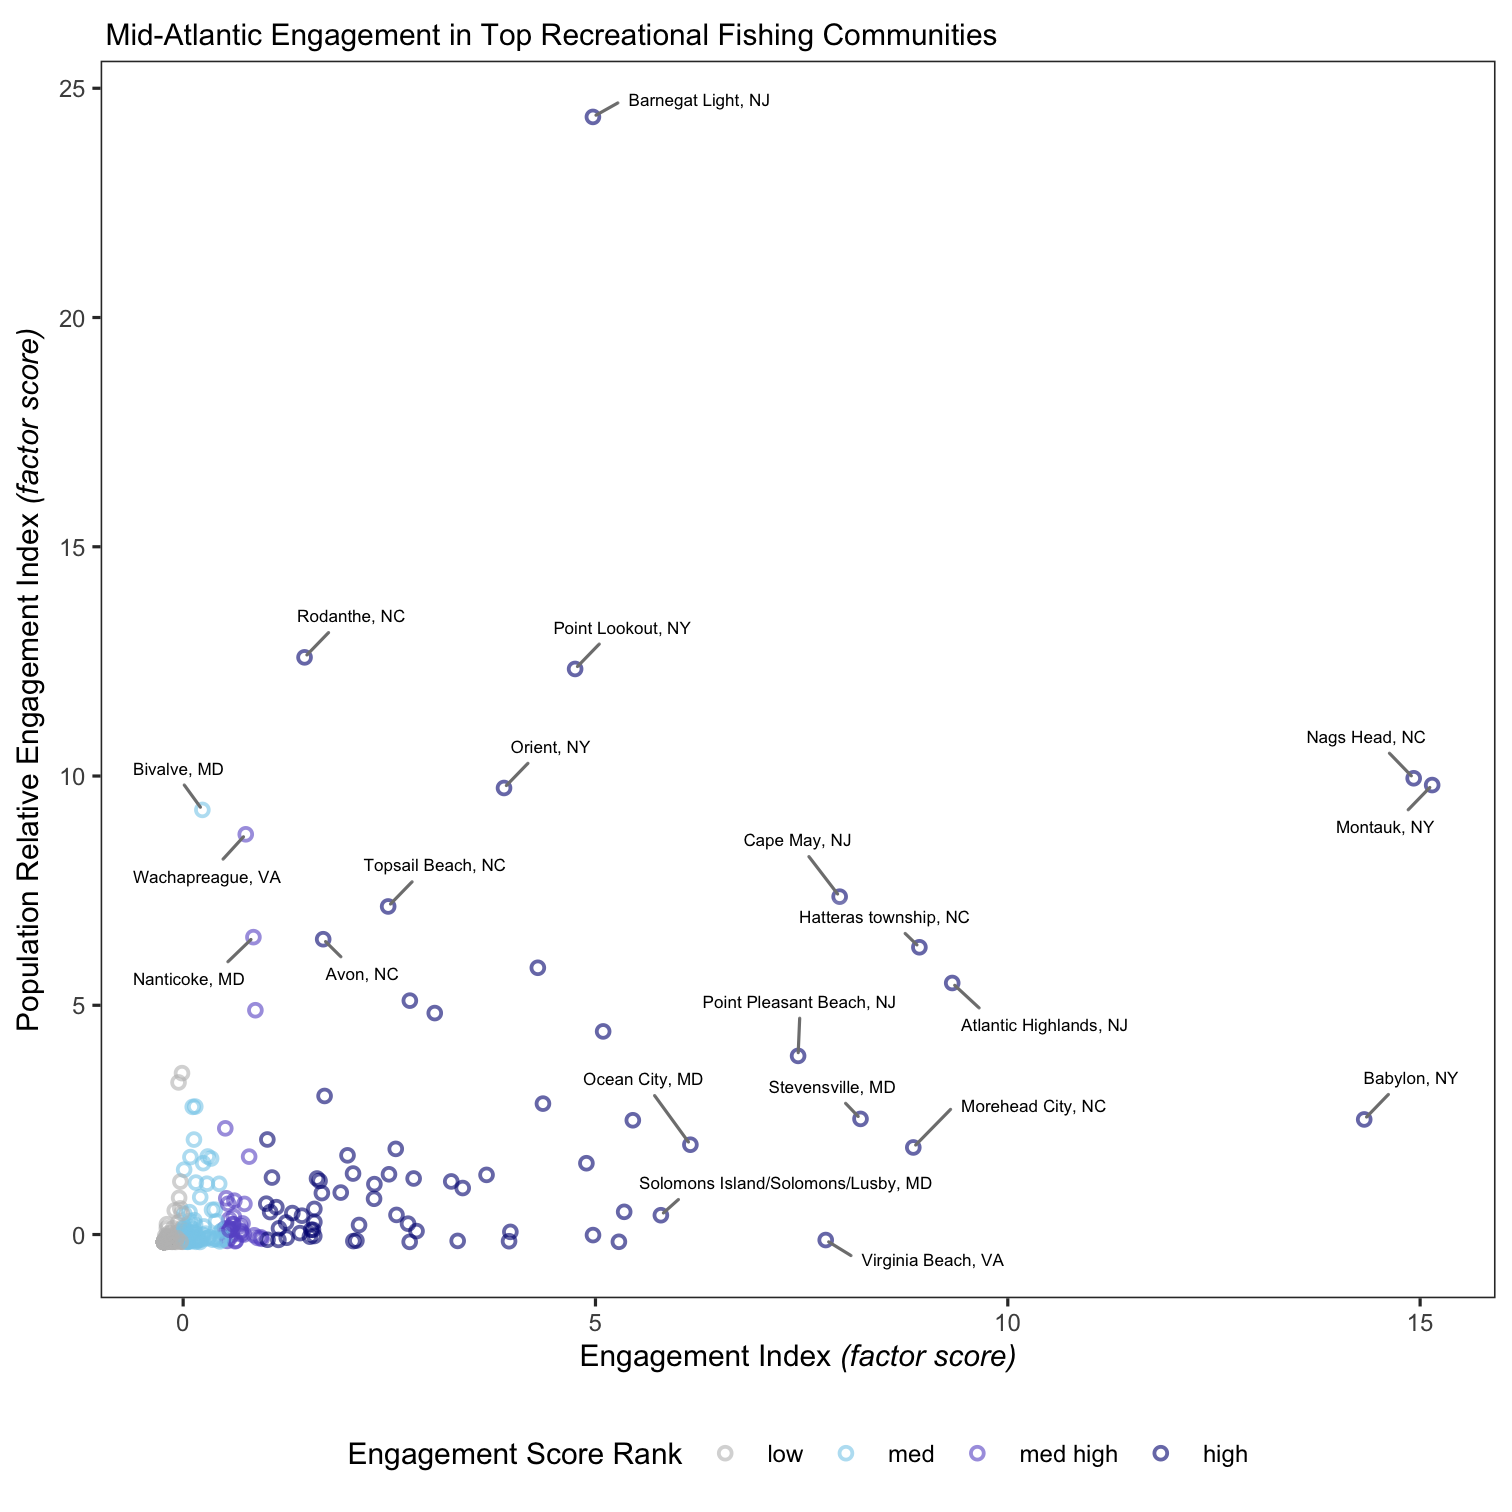 Mid-Atlantic Engagement in Top Recreational Fishing Communities
Population Relative Engagement Index (factor score)
25
20
15
10
5
0
Barnegat Light, NJ
Rodanthe, NC
Point Lookout, NY
Nags Head, NC
Orient, NY
Bivalve, MD
Montauk, NY
Cape May, NJ
Topsail Beach, NC
Wachapreague, VA
Hatteras township, NC
Avon, NC
Nanticoke, MD
Point Pleasant Beach, NJ
Atlantic Highlands, NJ
Ocean City, MD
Babylon, NY
Stevensville, MD
Morehead City, NC
Solomons Island/Solomons/Lusby, MD
Virginia Beach, VA
0
5
10
15
Engagement Index (factor score)
Engagement Score Rank low med med high high